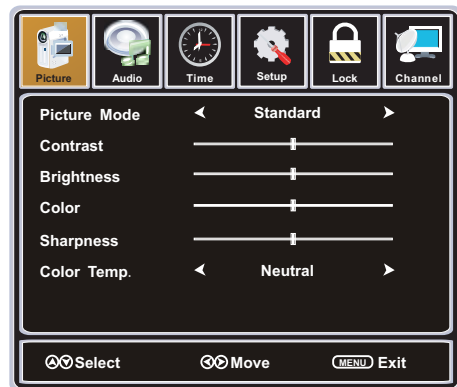 Picture Audio Time Setup Lock Channel
Picture Mode Standard
Contrast
Brightness
Color
Sharpness
Color Temp. Neutral
Select Move MENU Exit